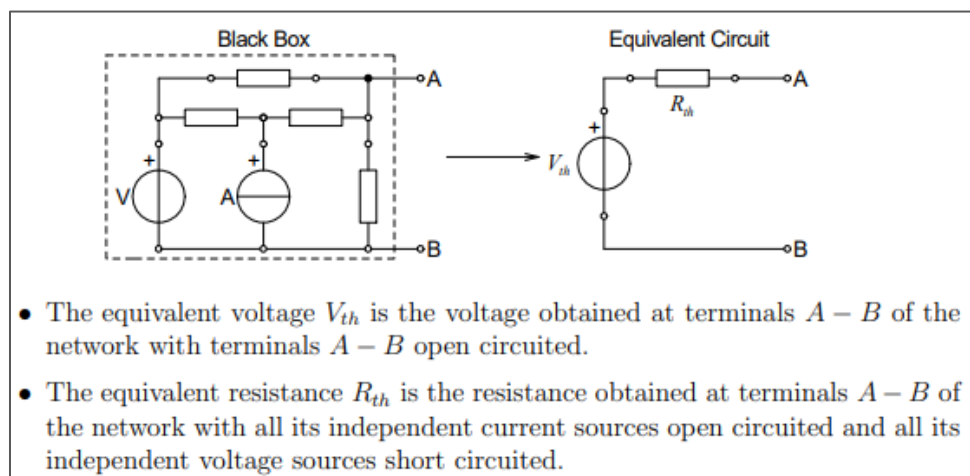 Black Box
Equivalent Circuit
A
A
R_th
+
+
+
V
A
V_th
B
B
• The equivalent voltage V_th is the voltage obtained at terminals A − B of the
network with terminals A − B open circuited.
• The equivalent resistance R_th is the resistance obtained at terminals A − B of
the network with all its independent current sources open circuited and all its
independent voltage sources short circuited.